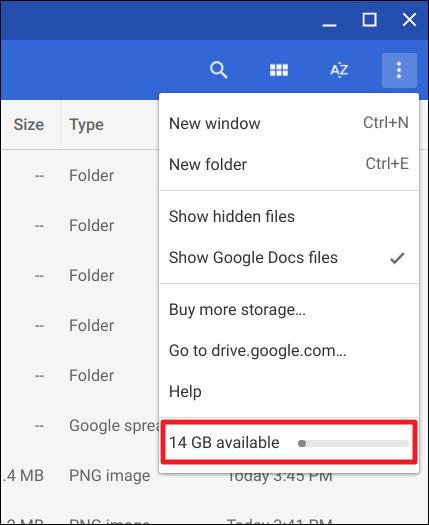 AZ
Size Type
New window Ctrl+N
New folder Ctrl+E
-- Folder
-- Folder
Show hidden files
Show Google Docs files
-- Folder
Buy more storage...
-- Folder
Go to drive.google.com...
-- Folder
Help
-- Google sprea
14 GB available
.4 MB PNG image Today 3:45 PM
MB PNG image Today 3:41 PM